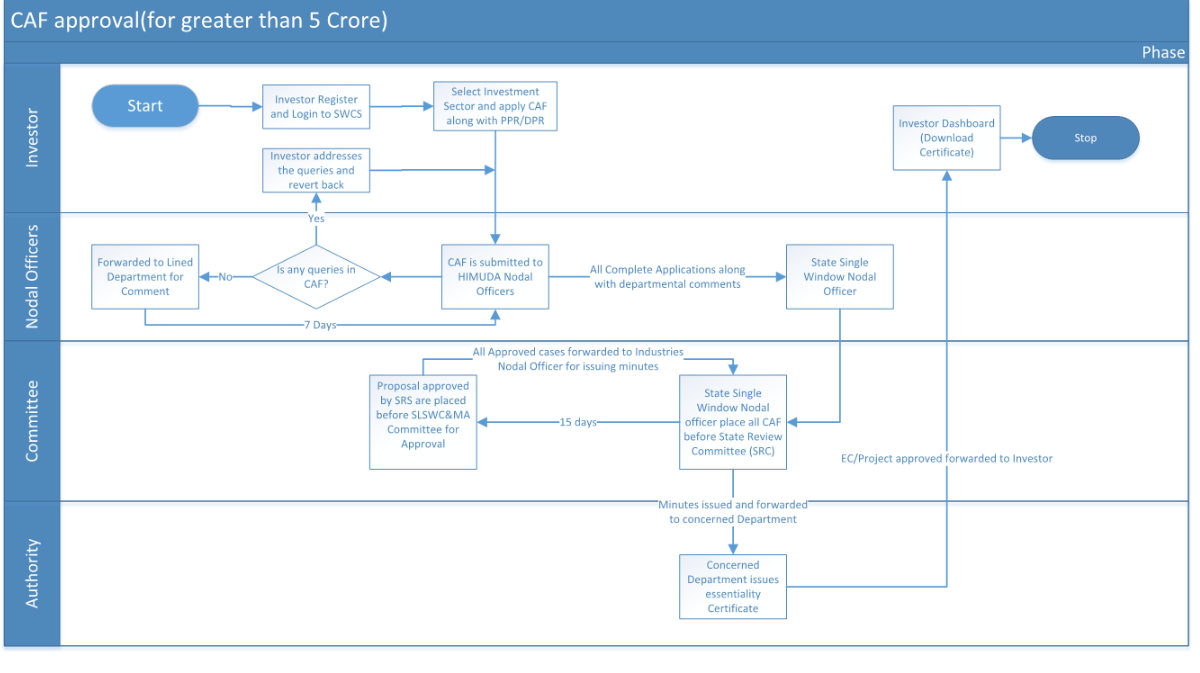 CAF approval(for greater than 5 Crore)
Phase
Investor
Start
Investor Register
and Login to SWCS
Select Investment
Sector and apply CAF
along with PPR/DPR
Investor Dashboard
(Download
Certificate)
Stop
Investor addresses
the queries and
revert back
Yes
Nodal Officers
Forwarded to Lined
Department for
Comment
No
Is any queries in
CAF?
CAF is submitted to
HIMUDA Nodal
Officers
All Complete Applications along
with departmental comments
State Single
Window Nodal
Officer
7 Days
Committee
All Approved cases forwarded to Industries
Nodal Officer for issuing minutes
Proposal approved
by SRS are placed
before SLSWC&MA
Committee for
Approval
15 days
State Single
Window Nodal
officer place all CAF
before State Review
Committee (SRC)
EC/Project approved forwarded to Investor
Minutes issued and forwarded
to concerned Department
Authority
Concerned
Department issues
essentiality
Certificate